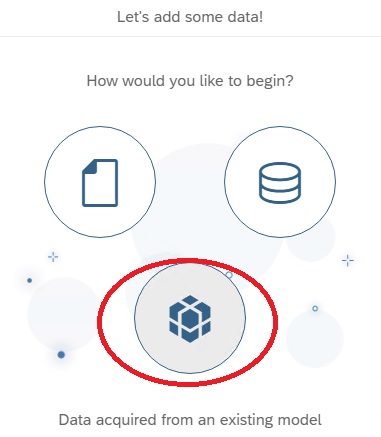 Let's add some data!
How would you like to begin?
Data acquired from an existing model